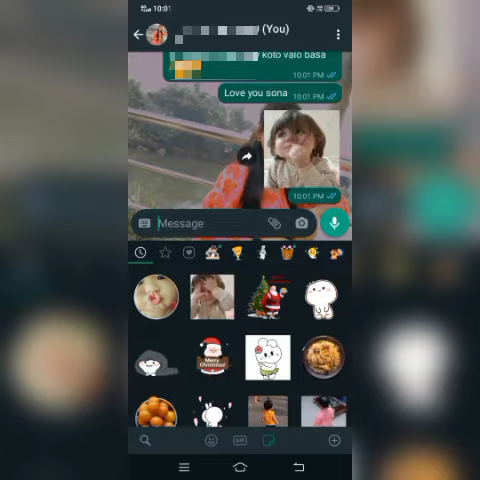 10:01
(You)
koto valo basa
10:01 PM
Love you sona 10:01 PM
10:01 PM
Message
Merry
Christmas
GIF